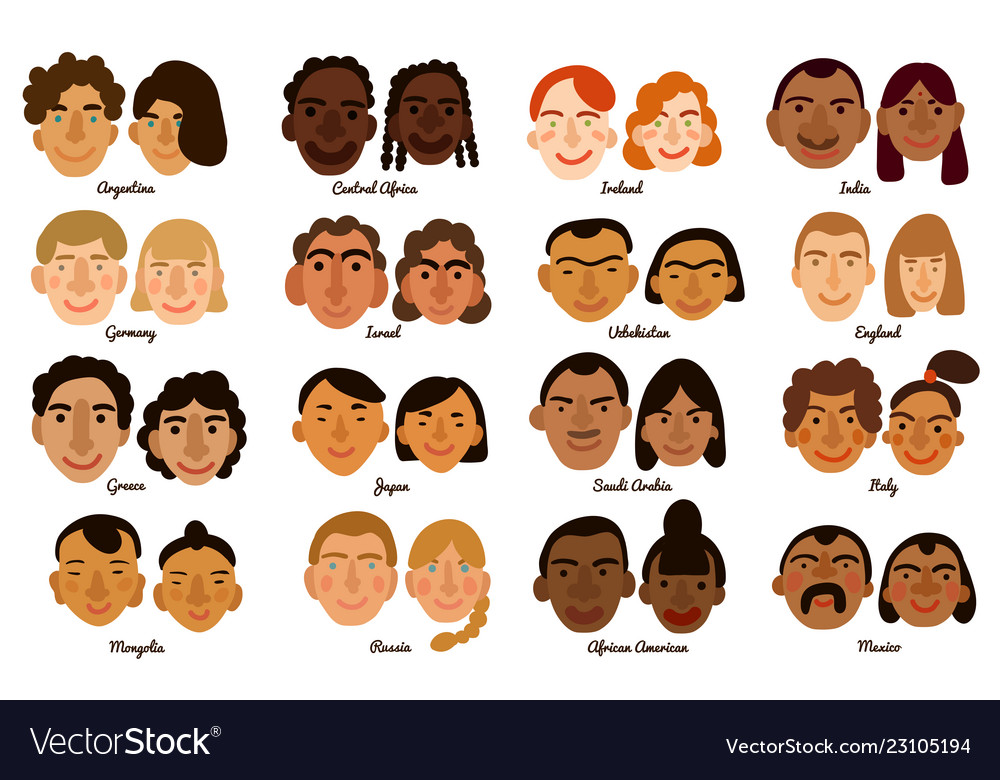 Argentina
Central Africa
Ireland
India
Germany
Israel
Uzbekistan
England
Greece
Japan
Saudi Arabia
Italy
Mongolia
Russia
African American
Mexico
VectorStock®
VectorStock.com/23105194